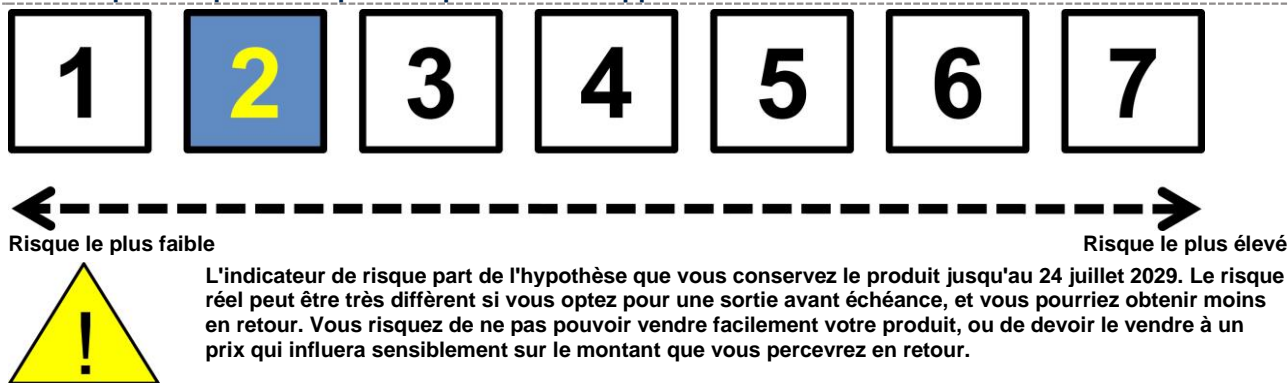 1 2 3 4 5 6 7
Risque le plus faible Risque le plus élevé
L'indicateur de risque part de l'hypothèse que vous conservez le produit jusqu'au 24 juillet 2029. Le risque
réel peut être très diffèrent si vous optez pour une sortie avant échéance, et vous pourriez obtenir moins
en retour. Vous risquez de ne pas pouvoir vendre facilement votre produit, ou de devoir le vendre à un
prix qui influera sensiblement sur le montant que vous percevrez en retour.
!